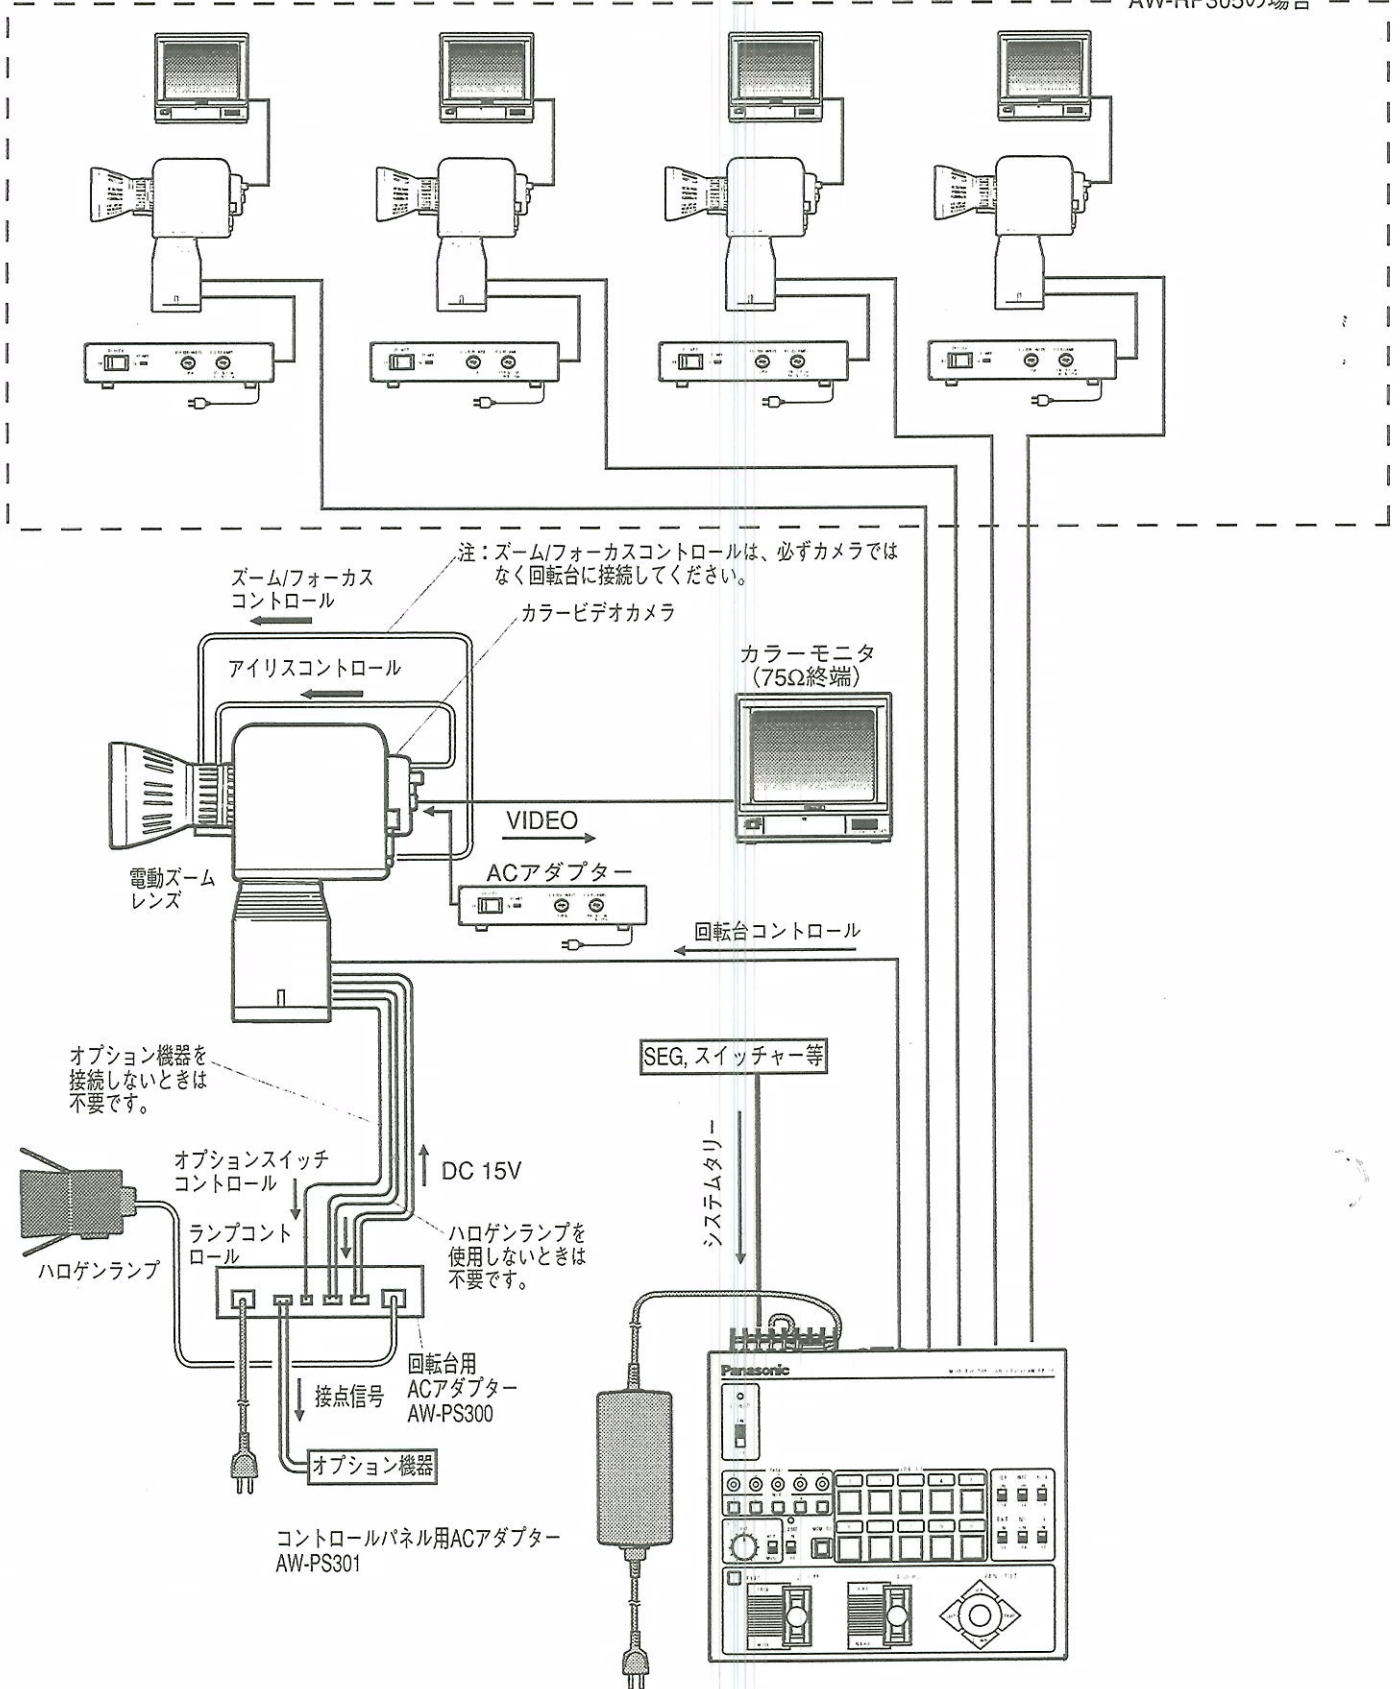 AW-RP305の場合
注：ズーム/フォーカスコントロールは、必ずカメラでは
なく回転台に接続してください。
ズーム/フォーカス
コントロール
カラービデオカメラ
アイリスコントロール
カラーモニタ
(75Ω終端)
VIDEO
電動ズーム
レンズ
ACアダプター
回転台コントロール
オプション機器を
接続しないときは
不要です。
SEG, スイッチャー等
オプションスイッチ
コントロール
DC 15V
システムタリー
ランプコント
ロール
ハロゲンランプを
使用しないときは
不要です。
ハロゲンランプ
回転台用
ACアダプター
AW-PS300
接点信号
オプション機器
Panasonic
コントロールパネル用ACアダプター
AW-PS301